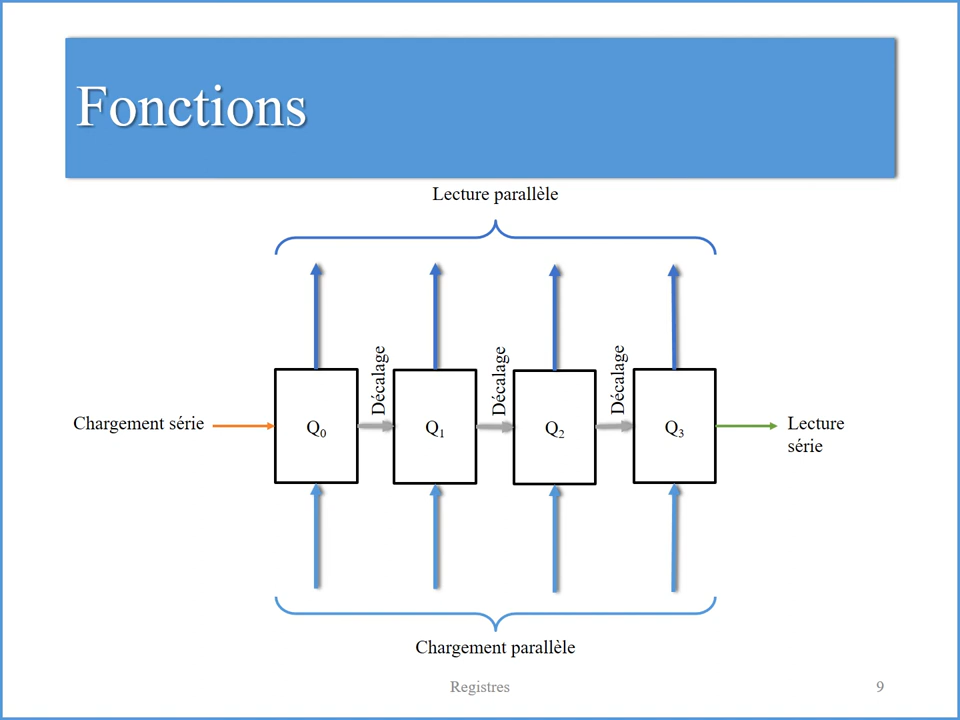 Fonctions
Lecture parallèle
Décalage
Décalage
Décalage
Chargement série
Q₀
Q₁
Q₂
Q₃
Lecture
série
Chargement parallèle
Registres
9